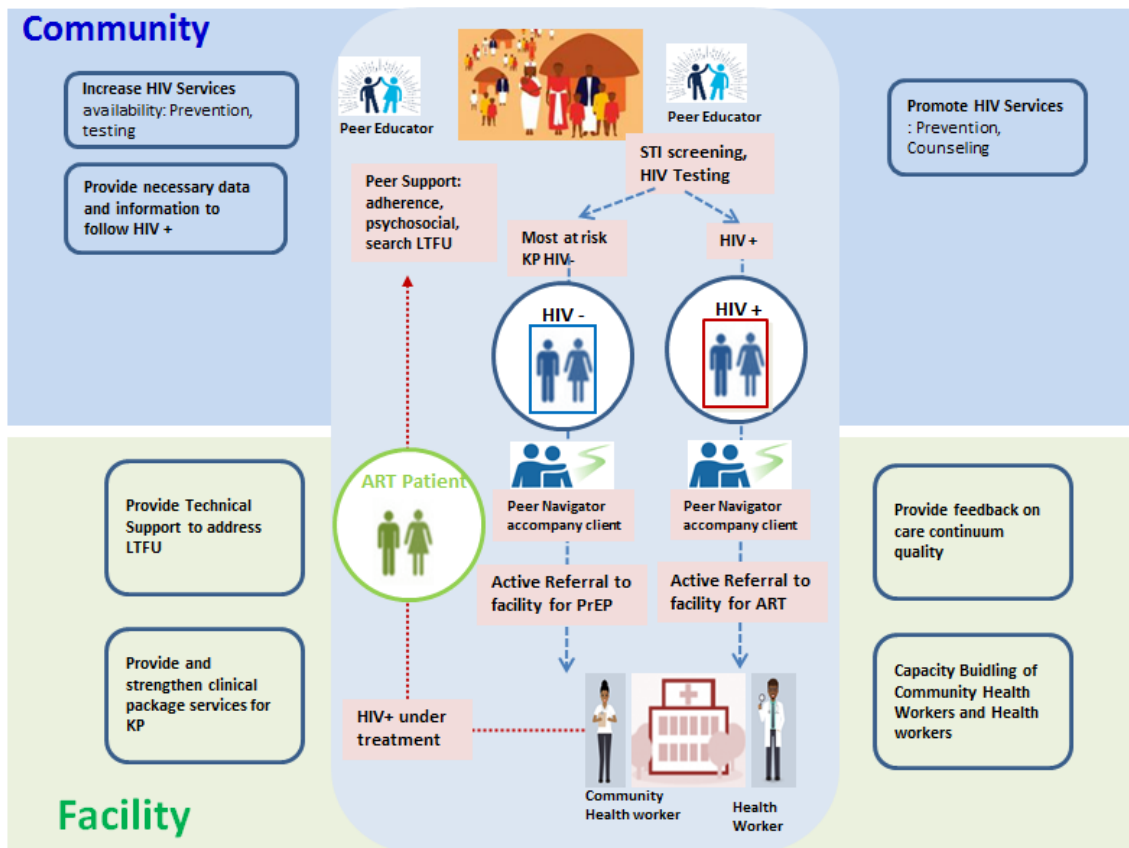 Community
Increase HIV Services
availability: Prevention,
testing
Provide necessary data
and information to
follow HIV +
Peer Educator
Peer Educator
Promote HIV Services
: Prevention,
Counseling
STI screening,
HIV Testing
Peer Support:
adherence,
psychosocial,
search LTFU
Most at risk
KP HIV-
HIV +
HIV -
HIV +
ART Patient
Peer Navigator
accompany client
Peer Navigator
accompany client
Active Referral to
facility for PrEP
Active Referral to
facility for ART
HIV+ under
treatment
Community
Health worker
Health
Worker
Provide Technical
Support to address
LTFU
Provide and
strengthen clinical
package services for
KP
Provide feedback on
care continuum
quality
Capacity Buidling of
Community Health
Workers and Health
workers
Facility